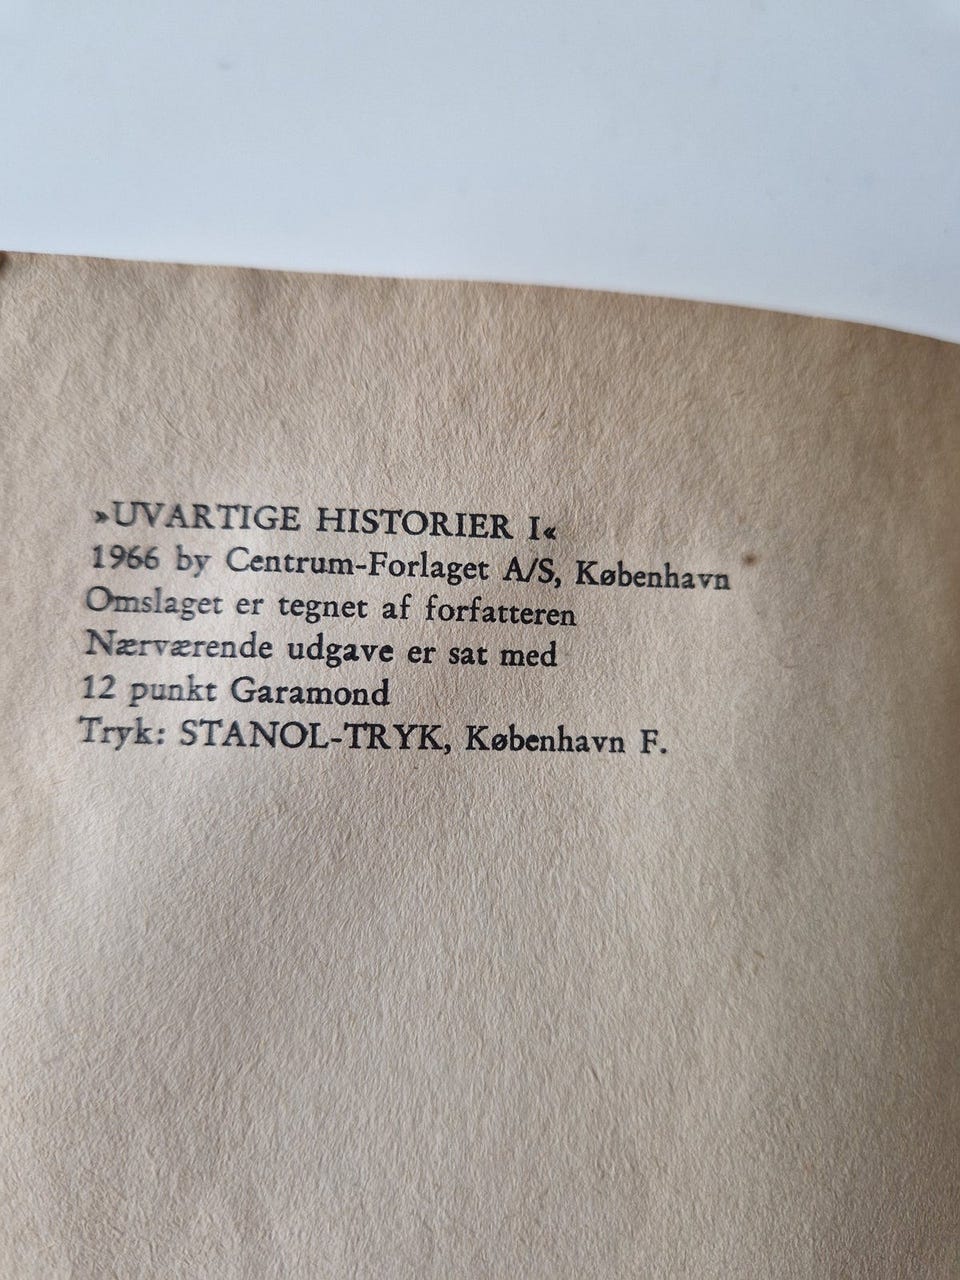 »UVARTIGE HISTORIER I«
1966 by Centrum-Forlaget A/S, København
Omslaget er tegnet af forfatteren
Nærværende udgave er sat med
12 punkt Garamond
Tryk: STANOL-TRYK, København F.